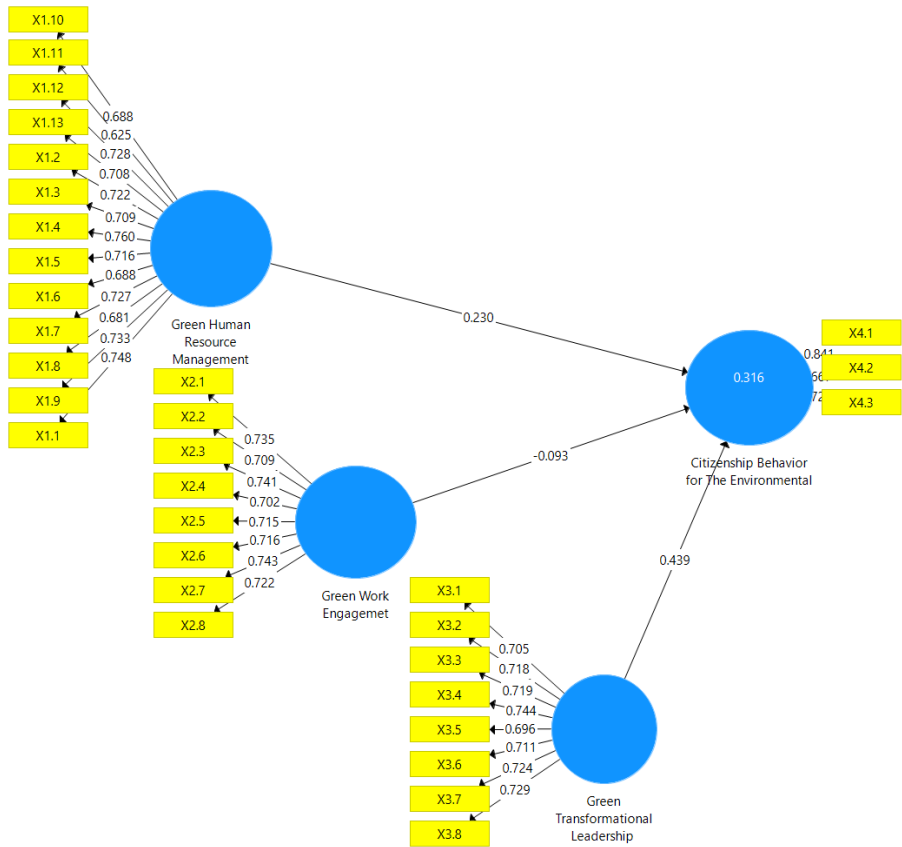 X1.10
X1.11
X1.12
X1.13
X1.2
X1.3
X1.4
X1.5
X1.6
X1.7
X1.8
X1.9
X1.1
0.688
0.625
0.728
0.708
0.722
0.709
0.760
0.716
0.688
0.727
0.681
0.733
0.748
Green Human
Resource
Management
0.230
X2.1
X2.2
X2.3
X2.4
X2.5
X2.6
X2.7
X2.8
0.735
0.709
0.741
0.702
0.715
0.716
0.743
0.722
Green Work
Engagemet
-0.093
X3.1
X3.2
X3.3
X3.4
X3.5
X3.6
X3.7
X3.8
0.705
0.718
0.719
0.744
0.696
0.711
0.724
0.729
Green
Transformational
Leadership
0.439
0.316
Citizenship Behavior
for The Environmental
0.841
X4.1
X4.2
X4.3